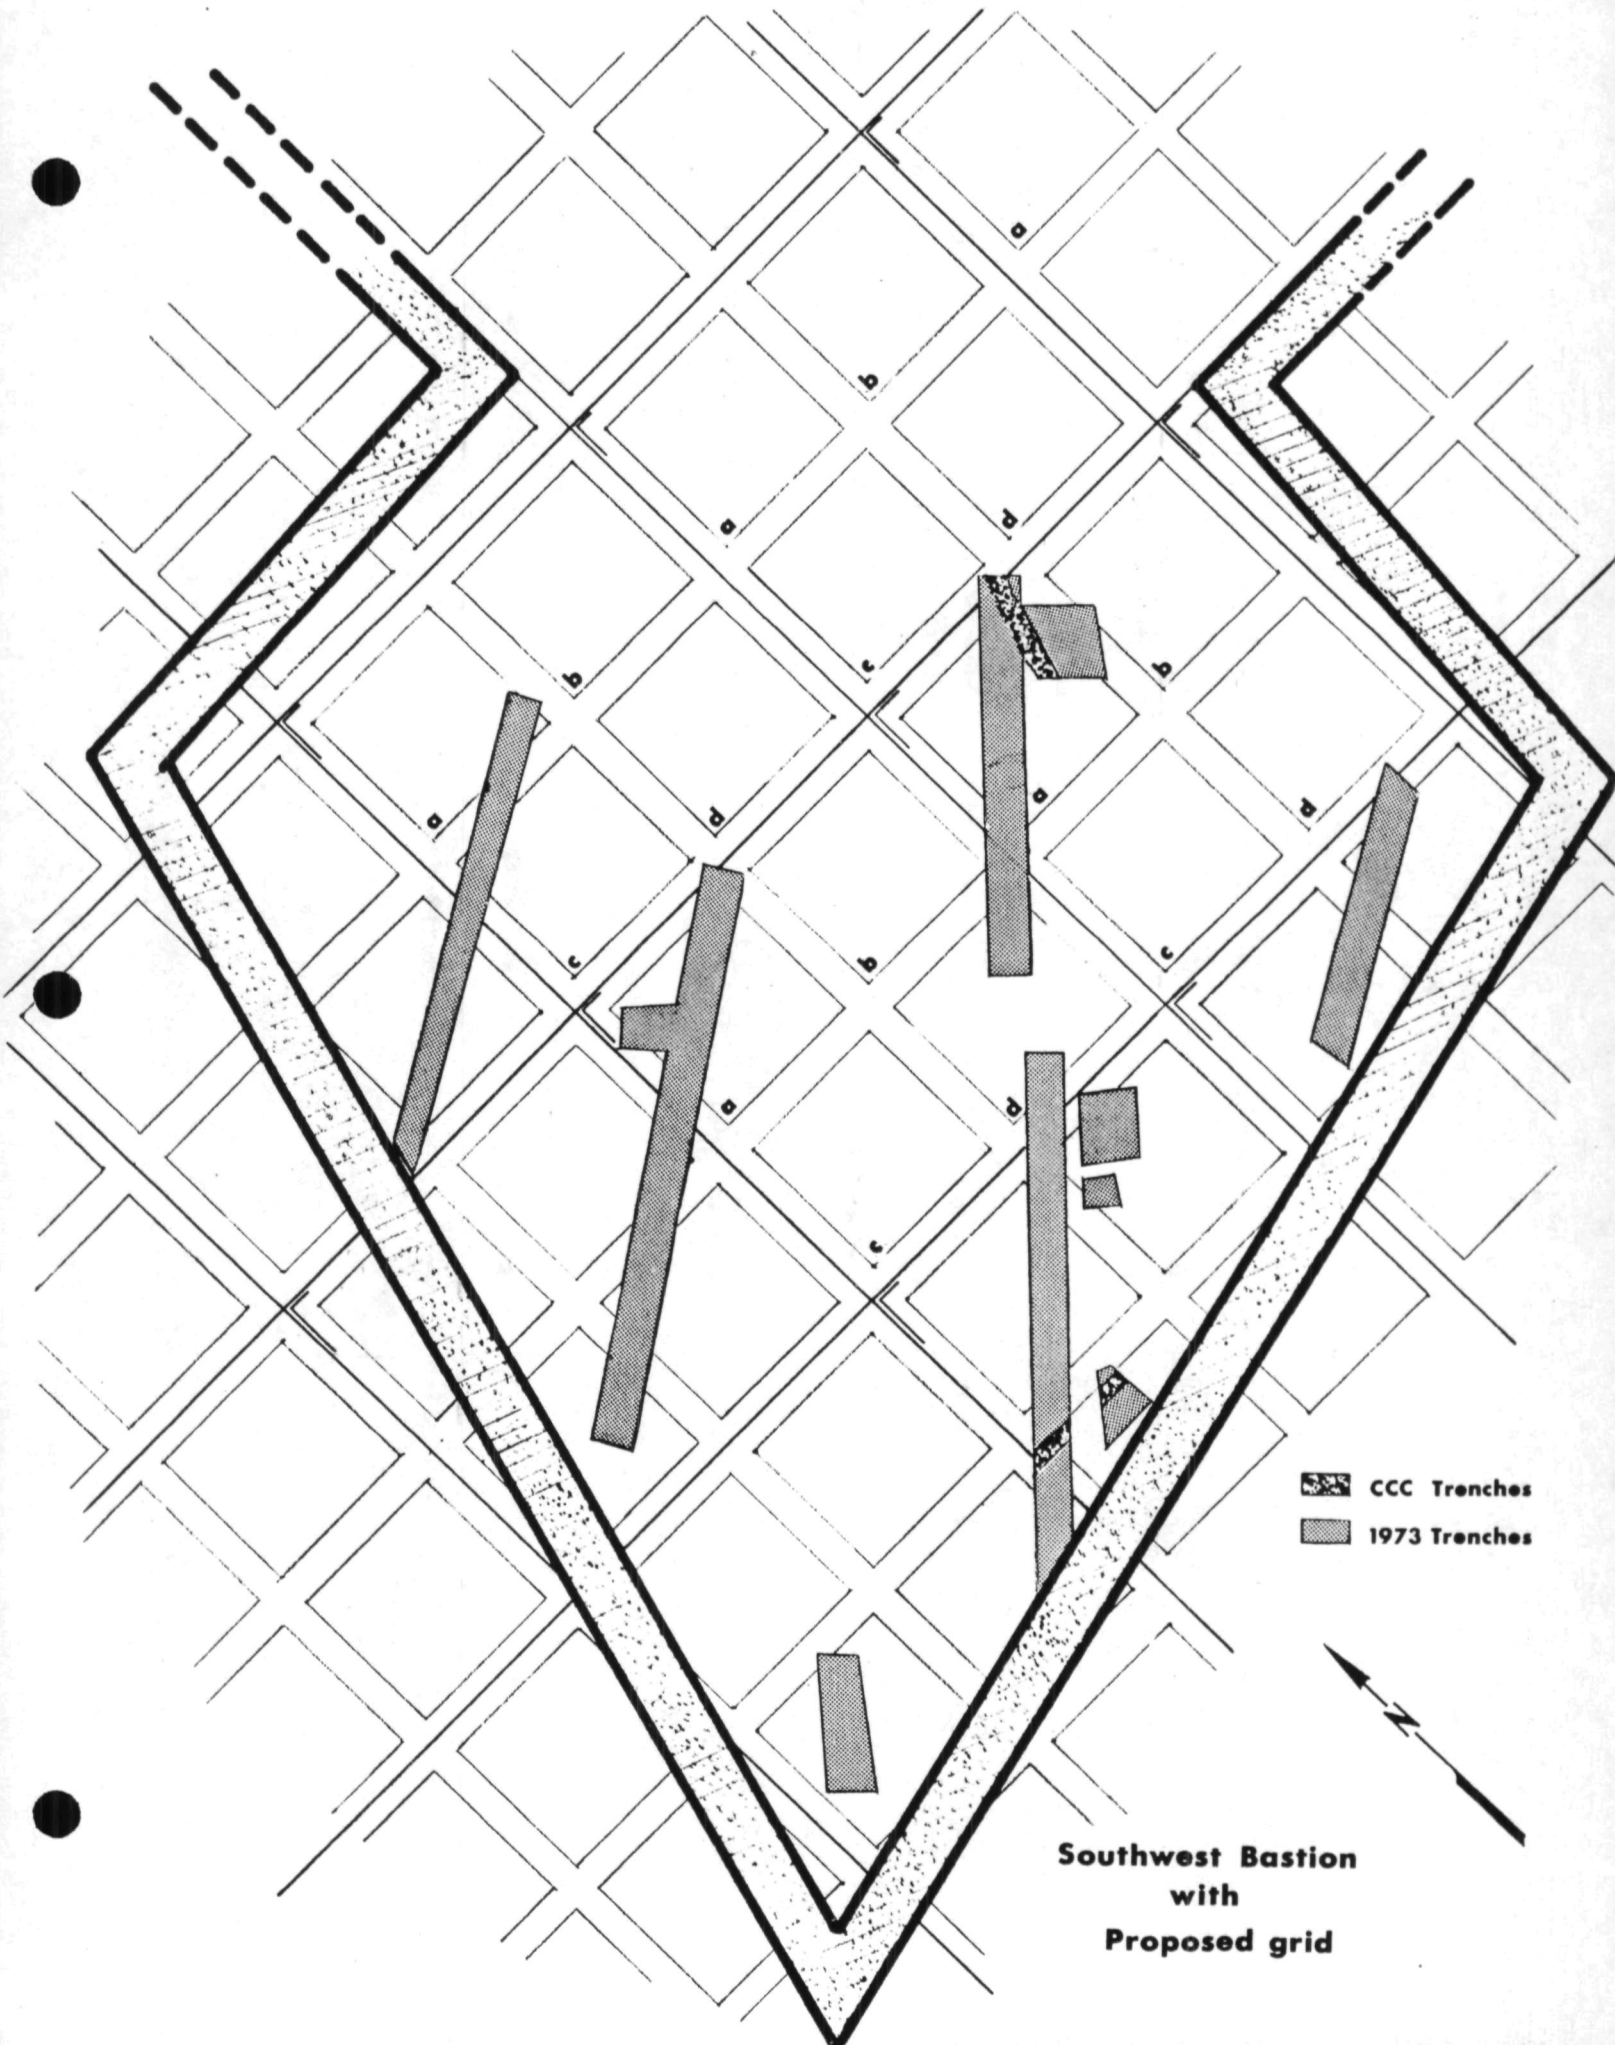 a
b
a
d
c
b
b
a
d
a
d
c
b
c
a
d
c
CCC Trenches
1973 Trenches
N
Southwest Bastion
with
Proposed grid